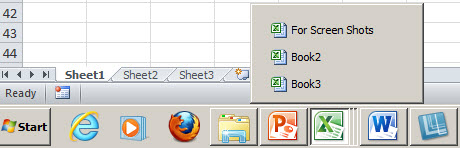 42
43
44
For Screen Shots
Book2
Book3
Sheet1 Sheet2 Sheet3
Ready
Start